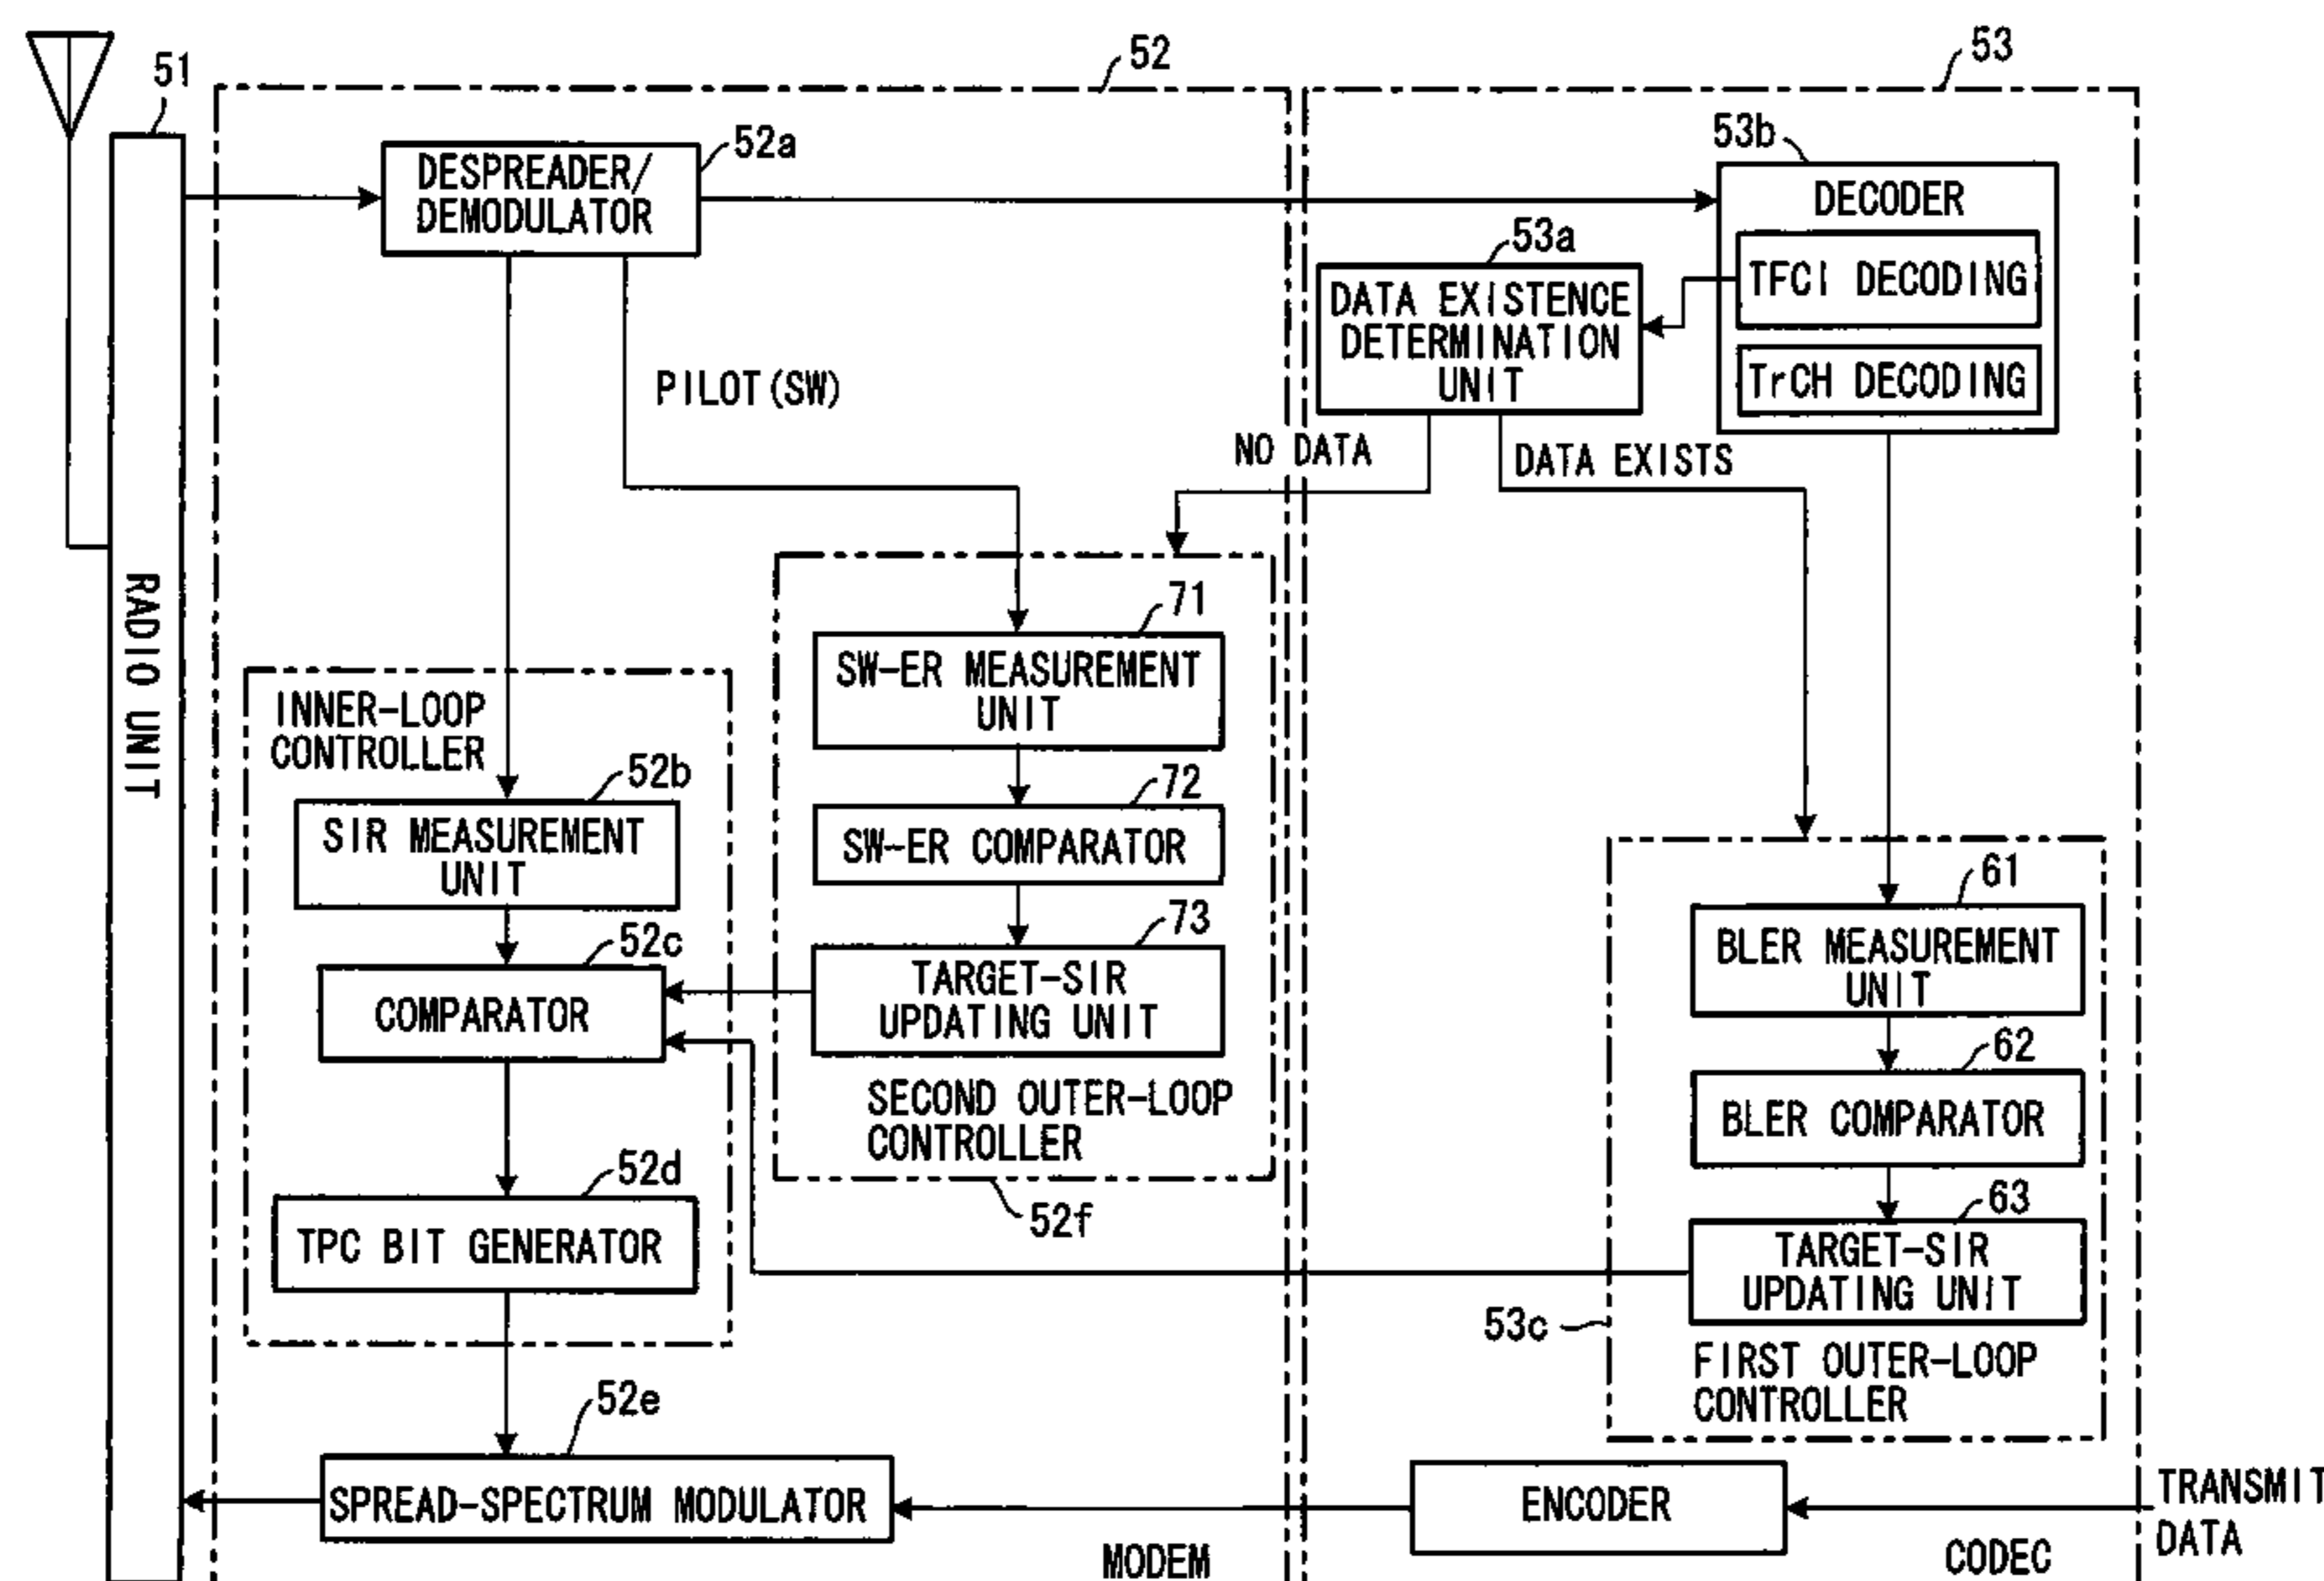 51
52
53
52a
DESPREADER/
DEMODULATOR
53b
DECODER
TFCI DECODING
TrCH DECODING
53a
DATA EXISTENCE
DETERMINATION
UNIT
PILOT(SW)
NO DATA
DATA EXISTS
RADIO UNIT
INNER-LOOP
CONTROLLER
52b
SIR MEASUREMENT
UNIT
52c
COMPARATOR
52d
TPC BIT GENERATOR
71
SW-ER MEASUREMENT
UNIT
72
SW-ER COMPARATOR
73
TARGET-SIR
UPDATING UNIT
SECOND OUTER-LOOP
CONTROLLER
52f
61
BLER MEASUREMENT
UNIT
62
BLER COMPARATOR
63
TARGET-SIR
UPDATING UNIT
53c
FIRST OUTER-LOOP
CONTROLLER
52e
SPREAD-SPECTRUM MODULATOR
ENCODER
TRANSMIT
DATA
MODEM
CODEC